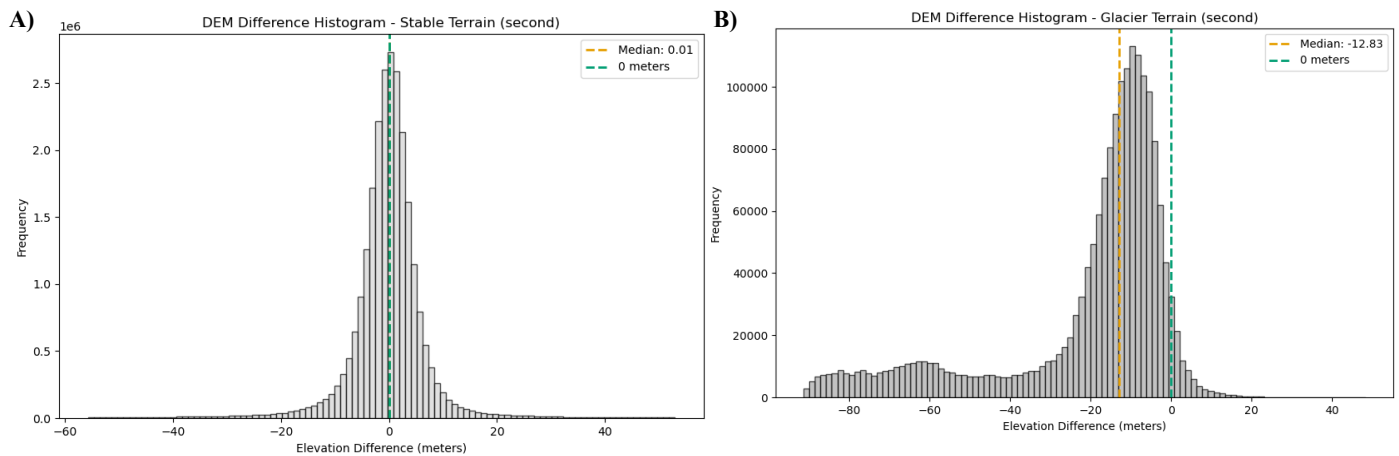 A)
DEM Difference Histogram - Stable Terrain (second)
1e6
Median: 0.01
0 meters
2.5
2.0
1.5
1.0
0.5
0.0
Frequency
−60
−40
−20
0
20
40
Elevation Difference (meters)
B)
DEM Difference Histogram - Glacier Terrain (second)
Median: -12.83
0 meters
100000
80000
60000
40000
20000
0
Frequency
−80
−60
−40
−20
0
20
40
Elevation Difference (meters)